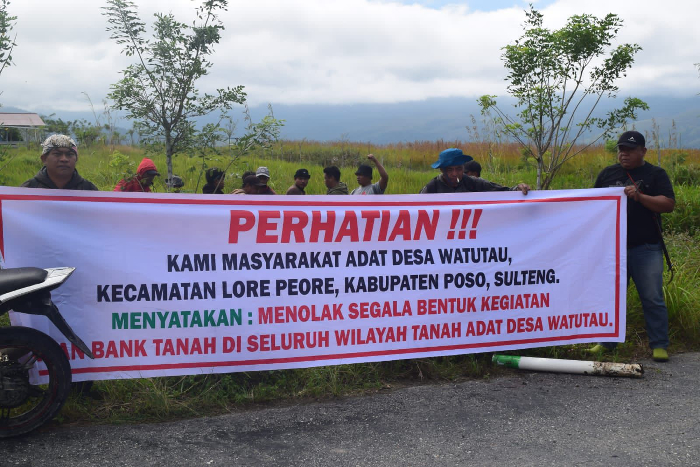 PERHATIAN !!!
KAMI MASYARAKAT ADAT DESA WATUTAU,
KECAMATAN LORE PEORE, KABUPATEN POSO, SULTENG.
MENYATAKAN : MENOLAK SEGALA BENTUK KEGIATAN
BANK TANAH DI SELURUH WILAYAH TANAH ADAT DESA WATUTAU.